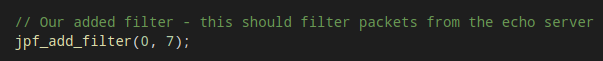 // Our added filter - this should filter packets from the echo server
jpf_add_filter(0, 7);